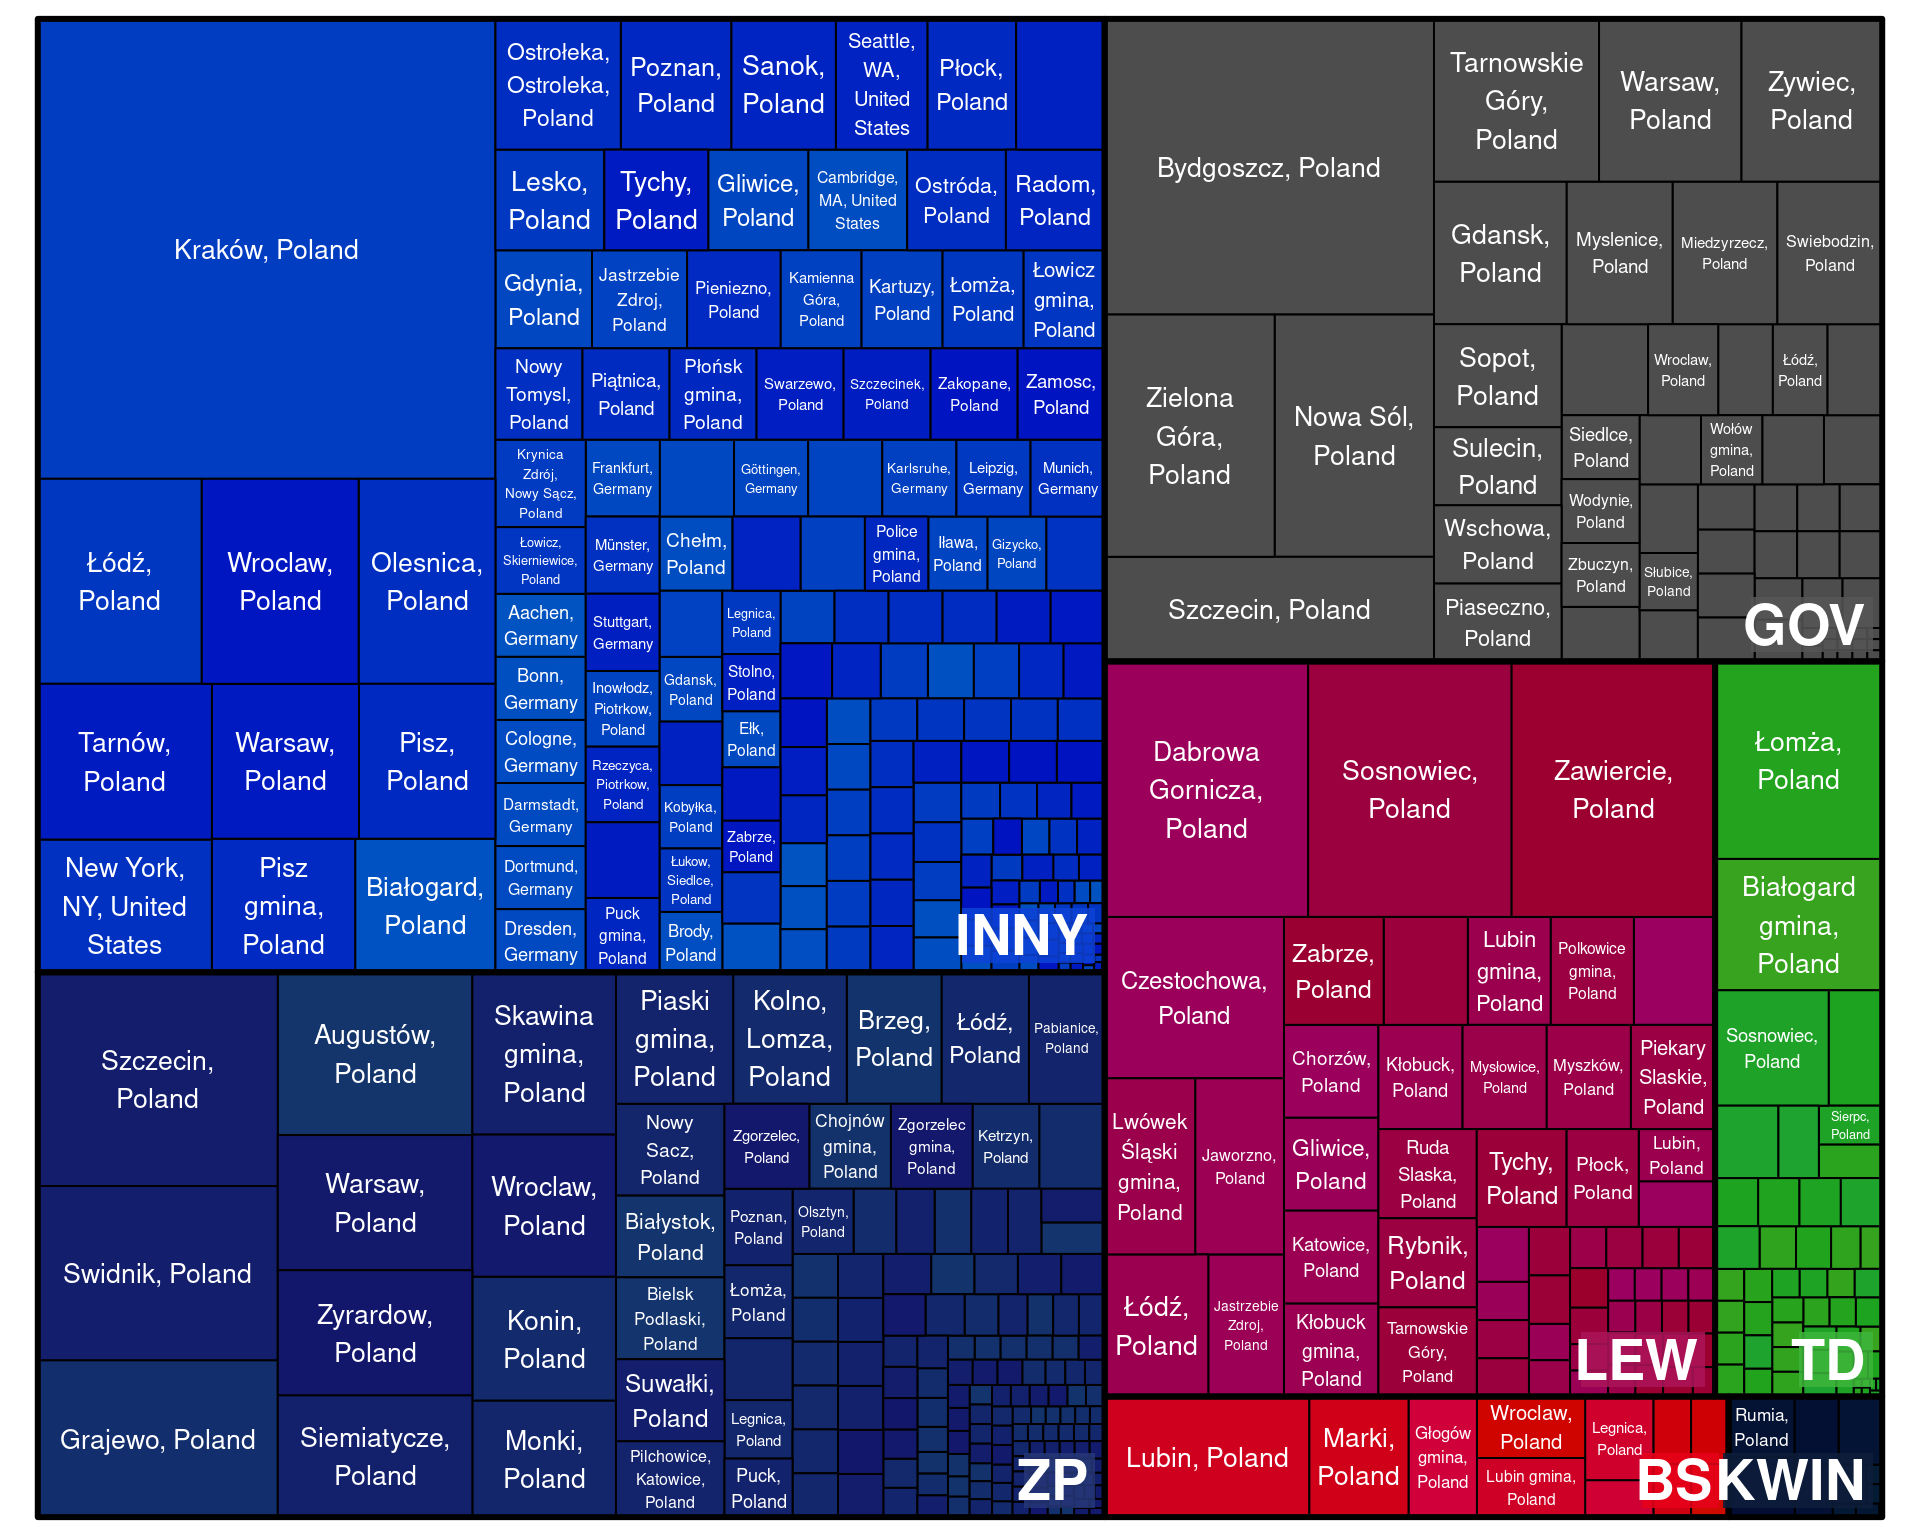 Kraków, Poland
Łódź,
Poland
Wroclaw,
Poland
Olesnica,
Poland
Tarnów,
Poland
Warsaw,
Poland
Pisz,
Poland
New York,
NY, United
States
Pisz
gmina,
Poland
Białogard,
Poland
Ostrołeka,
Ostroleka,
Poland
Poznan,
Poland
Sanok,
Poland
Seattle,
WA,
United
States
Płock,
Poland
Lesko,
Poland
Tychy,
Poland
Gliwice,
Poland
Cambridge,
MA, United
States
Ostróda,
Poland
Radom,
Poland
Gdynia,
Poland
Jastrzebie
Zdroj,
Poland
Pieniezno,
Poland
Kamienna
Góra,
Poland
Kartuzy,
Poland
Łomża,
Poland
Łowicz
gmina,
Poland
Nowy
Tomysl,
Poland
Piątnica,
Poland
Płońsk
gmina,
Poland
Swarzewo,
Poland
Szczecinek,
Poland
Zakopane,
Poland
Zamosc,
Poland
Krynica
Zdrój,
Nowy Sącz,
Poland
Łowicz,
Skierniewice,
Poland
Aachen,
Germany
Bonn,
Germany
Cologne,
Germany
Darmstadt,
Germany
Dortmund,
Germany
Dresden,
Germany
Frankfurt,
Germany
Göttingen,
Germany
Karlsruhe,
Germany
Leipzig,
Germany
Munich,
Germany
Münster,
Germany
Stuttgart,
Germany
Inowłodz,
Piotrkow,
Poland
Rzeczyca,
Piotrkow,
Poland
Puck
gmina,
Poland
Chełm,
Poland
Police
gmina,
Poland
Iława,
Poland
Gizycko,
Poland
Gdansk,
Poland
Kobyłka,
Poland
Łukow,
Siedlce,
Poland
Brody,
Poland
Legnica,
Poland
Stolno,
Poland
Ełk,
Poland
Zabrze,
Poland
INNY
Bydgoszcz, Poland
Zielona
Góra,
Poland
Nowa Sól,
Poland
Szczecin, Poland
Tarnowskie
Góry,
Poland
Warsaw,
Poland
Zywiec,
Poland
Gdansk,
Poland
Myslenice,
Poland
Miedzyrzecz,
Poland
Swiebodzin,
Poland
Sopot,
Poland
Sulecin,
Poland
Wschowa,
Poland
Piaseczno,
Poland
Wroclaw,
Poland
Łódź,
Poland
Siedlce,
Poland
Wodynie,
Poland
Zbuczyn,
Poland
Wołów
gmina,
Poland
Słubice,
Poland
GOV
Szczecin,
Poland
Swidnik, Poland
Grajewo, Poland
Augustów,
Poland
Warsaw,
Poland
Zyrardow,
Poland
Siemiatycze,
Poland
Skawina
gmina,
Poland
Wroclaw,
Poland
Konin,
Poland
Monki,
Poland
Piaski
gmina,
Poland
Kolno,
Lomza,
Poland
Brzeg,
Poland
Łódź,
Poland
Pabianice,
Poland
Nowy
Sacz,
Poland
Białystok,
Poland
Bielsk
Podlaski,
Poland
Suwałki,
Poland
Pilchowice,
Katowice,
Poland
Zgorzelec,
Poland
Chojnów
gmina,
Poland
Zgorzelec
gmina,
Poland
Ketrzyn,
Poland
Poznan,
Poland
Olsztyn,
Poland
Łomża,
Poland
Legnica,
Poland
Puck,
Poland
ZP
Dabrowa
Gornicza,
Poland
Sosnowiec,
Poland
Zawiercie,
Poland
Czestochowa,
Poland
Lwówek
Śląski
gmina,
Poland
Jaworzno,
Poland
Łódź,
Poland
Jastrzebie
Zdroj,
Poland
Zabrze,
Poland
Lubin
gmina,
Poland
Polkowice
gmina,
Poland
Chorzów,
Poland
Gliwice,
Poland
Katowice,
Poland
Kłobuck
gmina,
Poland
Kłobuck,
Poland
Mysłowice,
Poland
Myszków,
Poland
Piekary
Slaskie,
Poland
Ruda
Slaska,
Poland
Rybnik,
Poland
Tarnowskie
Góry,
Poland
Tychy,
Poland
Płock,
Poland
Lubin,
Poland
LEW
Łomża,
Poland
Białogard
gmina,
Poland
Sosnowiec,
Poland
Sierpc,
Poland
TD
Lubin, Poland
Marki,
Poland
Głogów
gmina,
Poland
Wroclaw,
Poland
Lubin gmina,
Poland
Legnica,
Poland
BS
Rumia,
Poland
KWIN